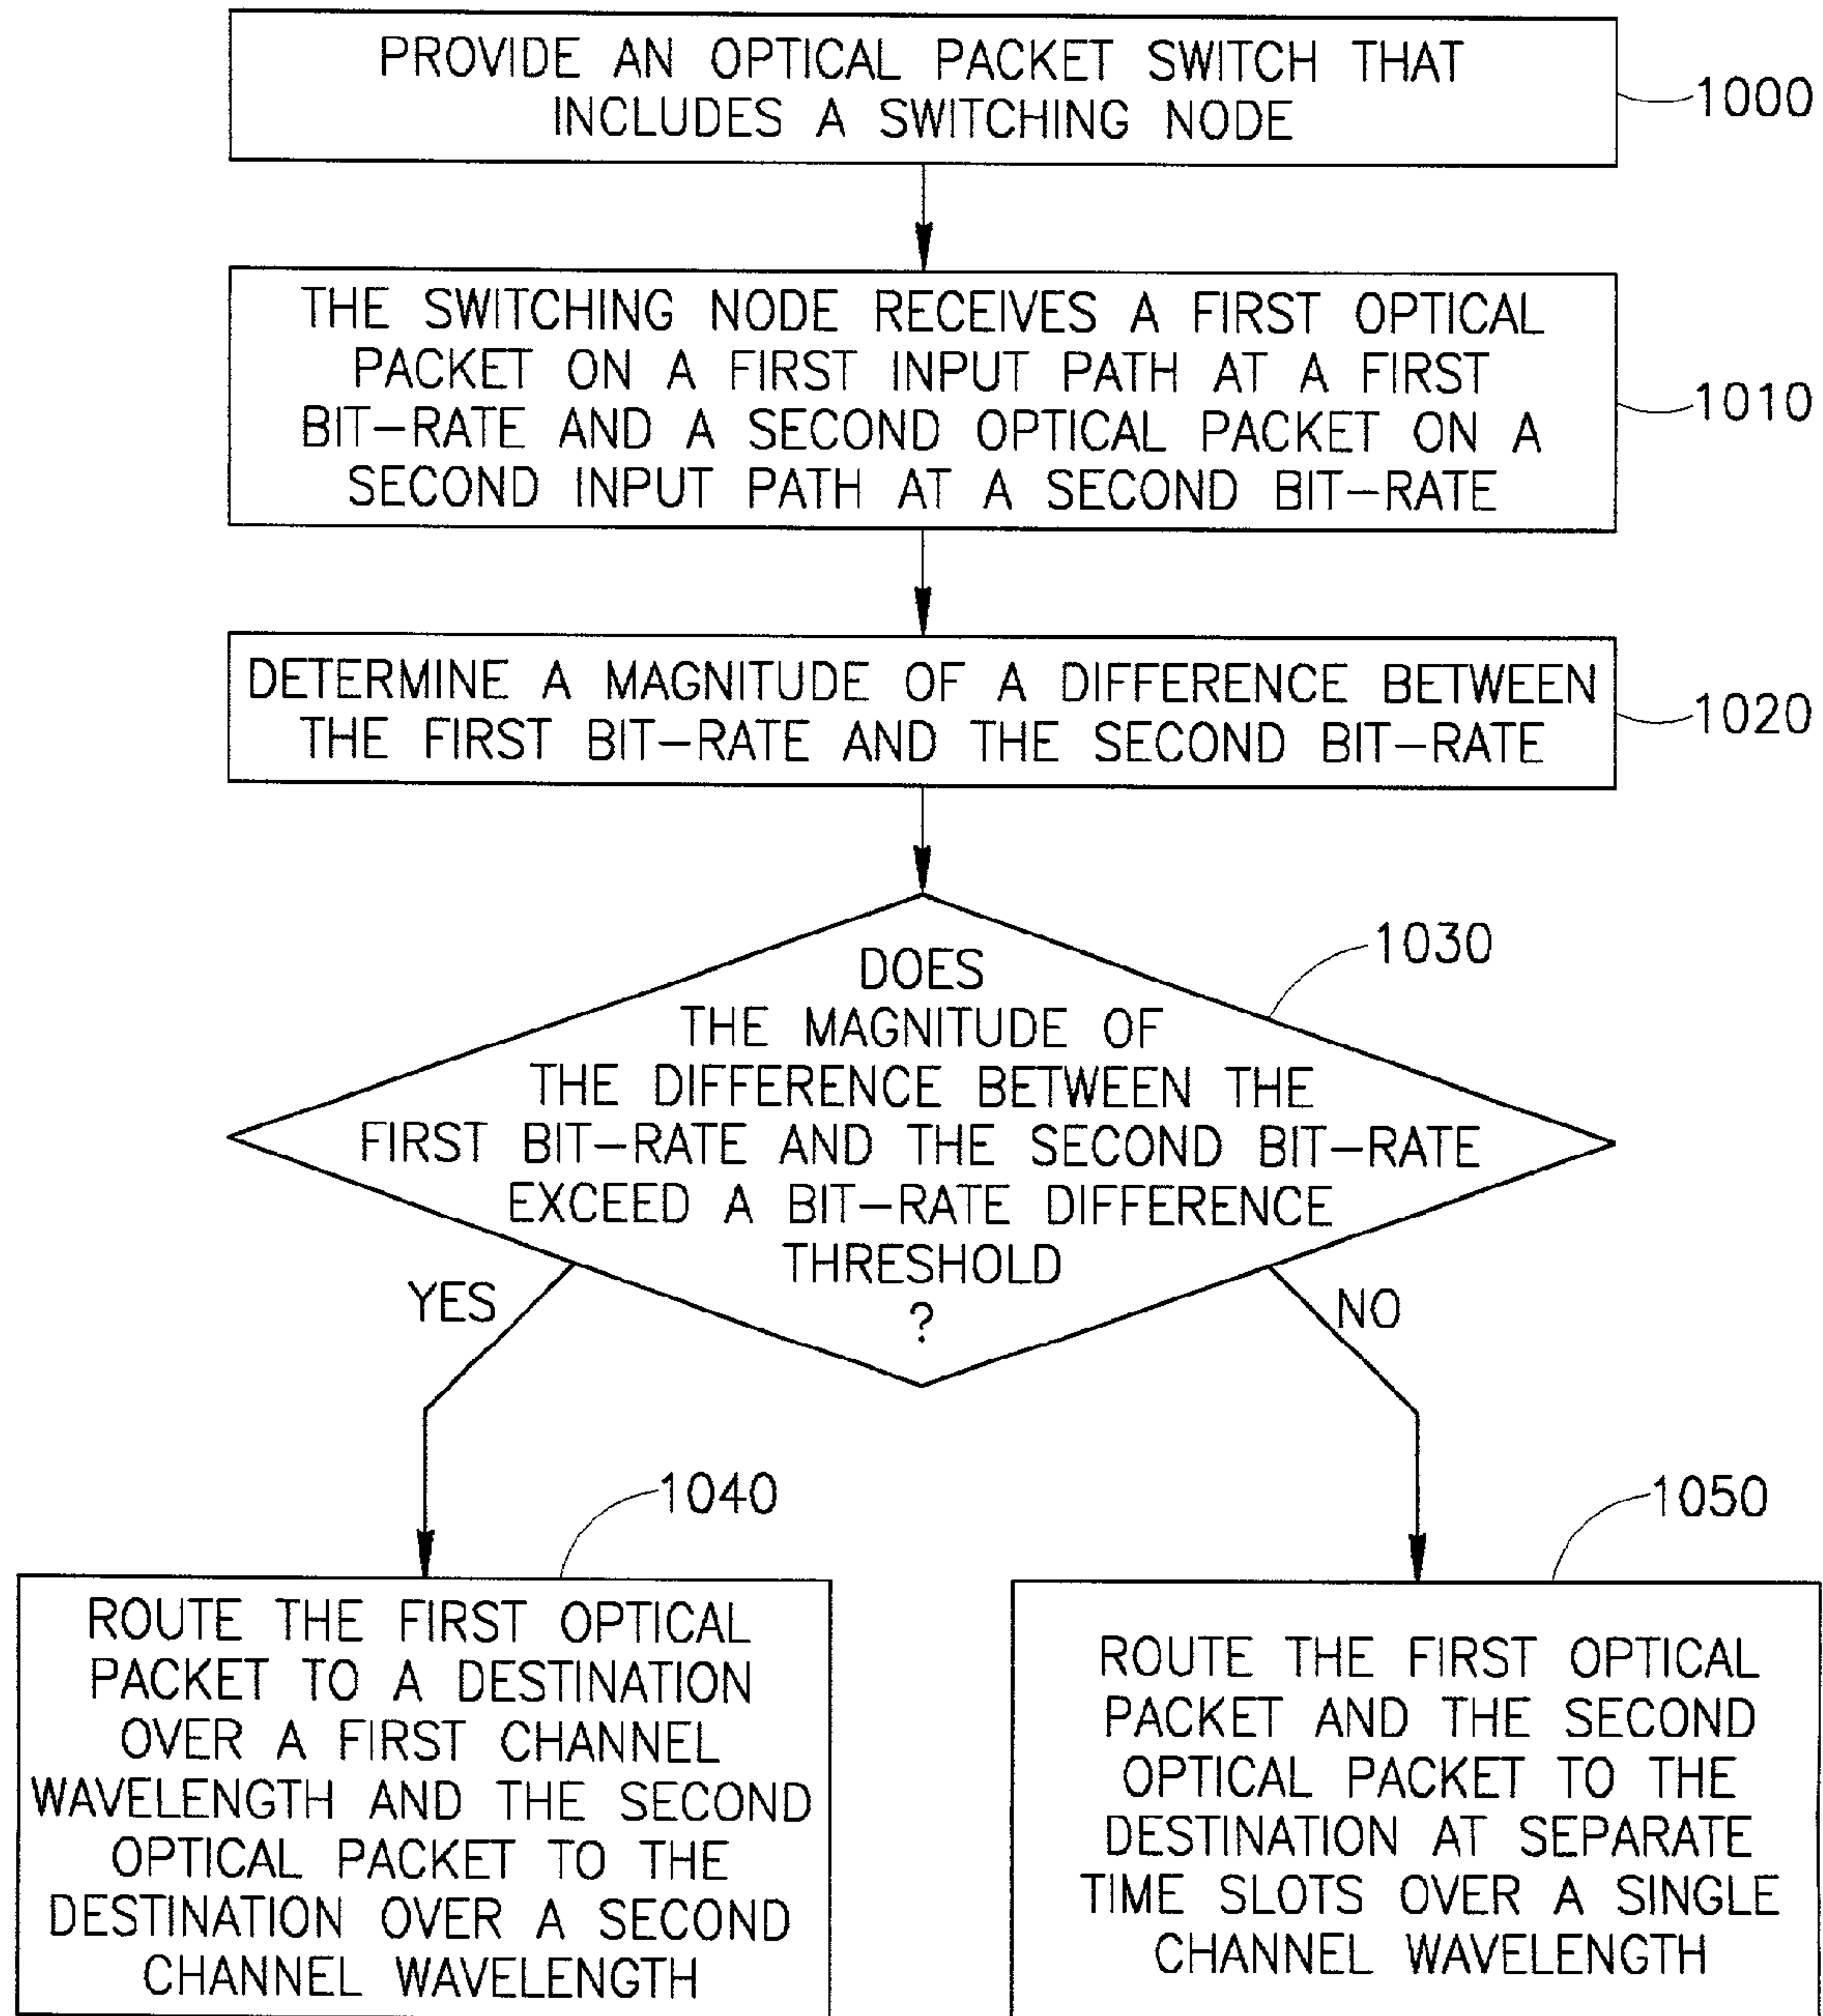 PROVIDE AN OPTICAL PACKET SWITCH THAT
INCLUDES A SWITCHING NODE
1000
THE SWITCHING NODE RECEIVES A FIRST OPTICAL
PACKET ON A FIRST INPUT PATH AT A FIRST
BIT-RATE AND A SECOND OPTICAL PACKET ON A
SECOND INPUT PATH AT A SECOND BIT-RATE
1010
DETERMINE A MAGNITUDE OF A DIFFERENCE BETWEEN
THE FIRST BIT-RATE AND THE SECOND BIT-RATE
1020
1030
DOES
THE MAGNITUDE OF
THE DIFFERENCE BETWEEN THE
FIRST BIT-RATE AND THE SECOND BIT-RATE
EXCEED A BIT-RATE DIFFERENCE
THRESHOLD
?
YES
NO
1040
ROUTE THE FIRST OPTICAL
PACKET TO A DESTINATION
OVER A FIRST CHANNEL
WAVELENGTH AND THE SECOND
OPTICAL PACKET TO THE
DESTINATION OVER A SECOND
CHANNEL WAVELENGTH
1050
ROUTE THE FIRST OPTICAL
PACKET AND THE SECOND
OPTICAL PACKET TO THE
DESTINATION AT SEPARATE
TIME SLOTS OVER A SINGLE
CHANNEL WAVELENGTH